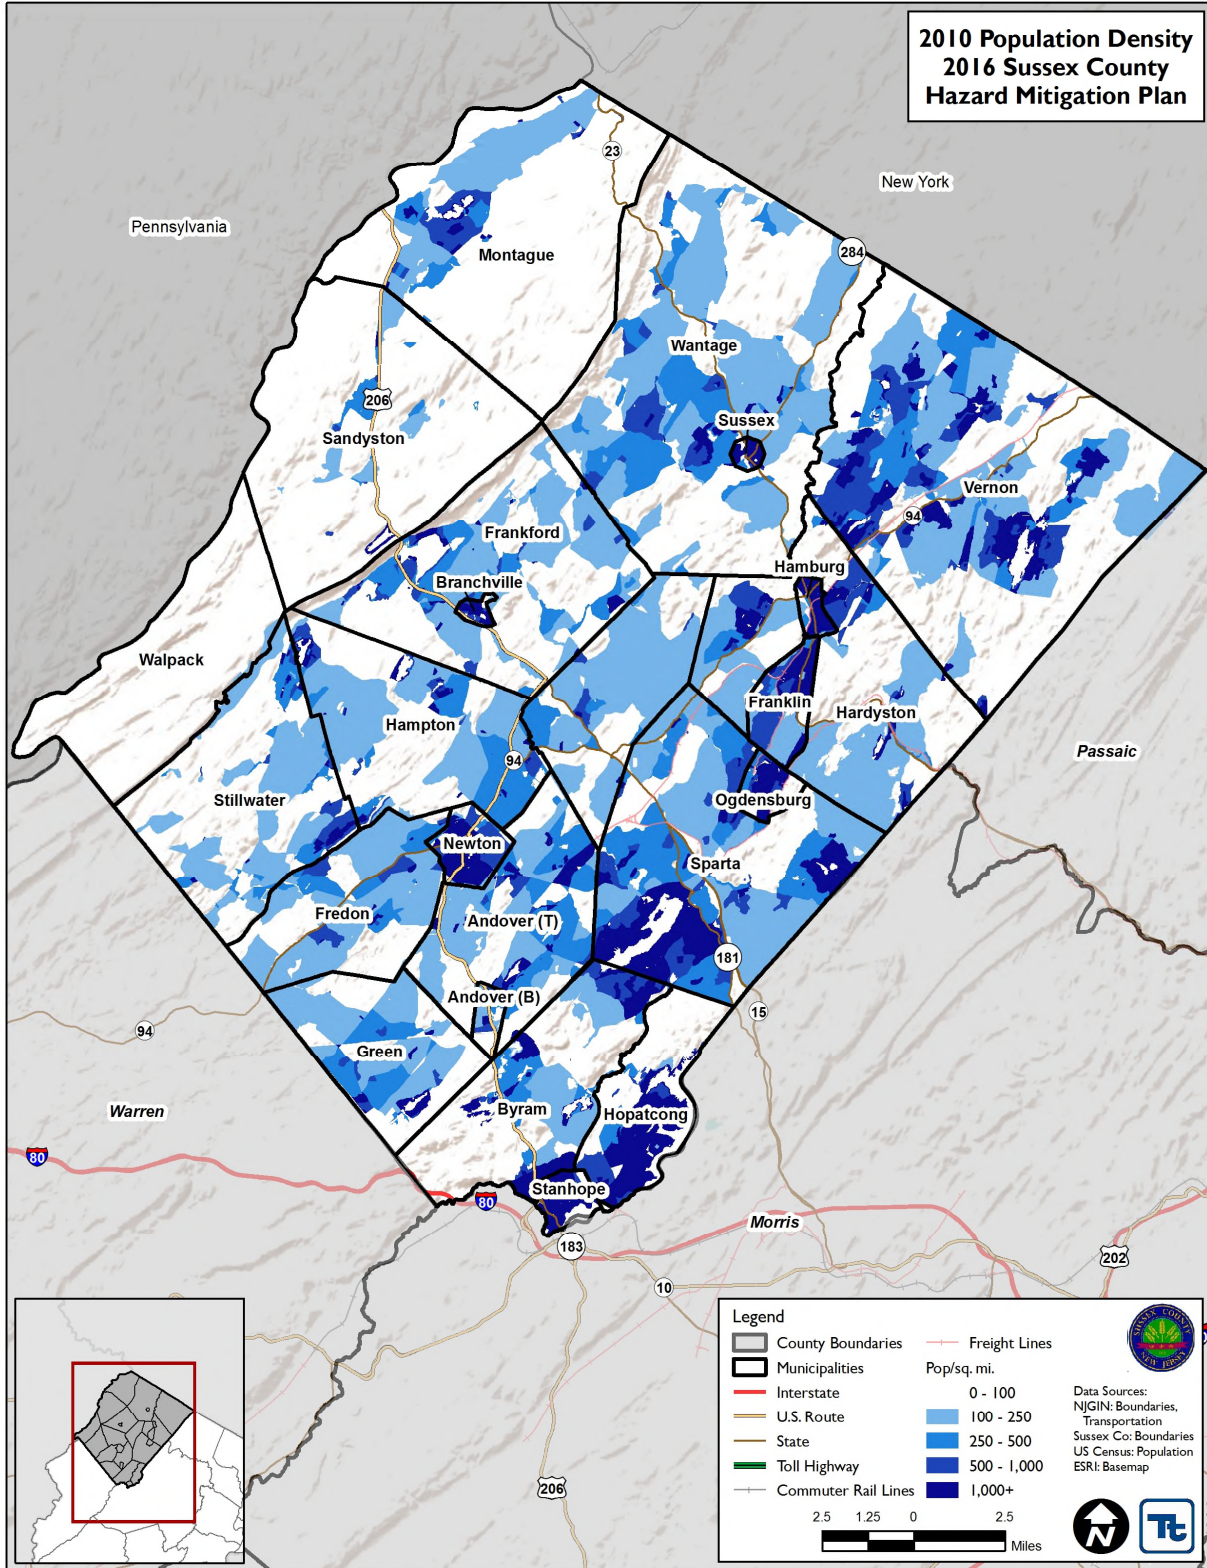 2010 Population Density
2016 Sussex County
Hazard Mitigation Plan
New York
Pennsylvania
23
284
Montague
Wantage
206
Sandyston
Sussex
Vernon
94
Frankford
Hamburg
Branchville
Walpack
Franklin
Hardyston
Hampton
Passaic
94
Stillwater
Ogdensburg
Newton
Sparta
Fredon
Andover (T)
181
Andover (B)
15
94
Green
Warren
Byram
Hopatcong
80
Stanhope
80
Morris
183
202
10
206
Legend
County Boundaries
Municipalities
Interstate
U.S. Route
State
Toll Highway
Commuter Rail Lines
Freight Lines
Pop/sq. mi.
0 - 100
100 - 250
250 - 500
500 - 1,000
1,000+
SUSSEX COUNTY
NEW JERSEY
Data Sources:
NJGIN: Boundaries,
Transportation
Sussex Co: Boundaries
US Census: Population
ESRI: Basemap
2.5 1.25 0 2.5
Miles
N
Tt